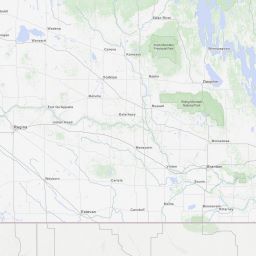 Swan River
Wadena
Wynyard
Canora
Kamsack
Duck Mountain
Provincial Park
Winnipegosis
Yorkton
Roblin
Dauphin
Melville
Fort Qu'Appelle
Esterhazy
Russell
Riding Mountain
National Park
Indian Head
Regina
Minnedosa
Moosomin
Virden
Brandon
Weyburn
Carlyle
Souris
Estevan
Carnduff
Melita
Boissevain
Killarney